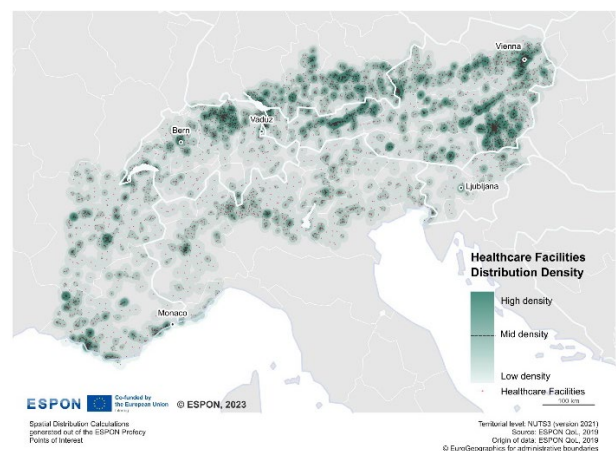 Vienna
Bern
Vaduz
Ljubljana
Monaco
Healthcare Facilities
Distribution Density
High density
Mid density
Low density
Healthcare Facilities
100 km
ESPON
Co-funded by
the European Union
© ESPON, 2023
Spatial Distribution Calculations
generated out of the ESPON Profecy
Points of Interest
Territorial level: NUTS3 (version 2021)
Source: ESPON QoL, 2019
Origin of data: ESPON QoL, 2019
© EuroGeographics for administrative boundaries